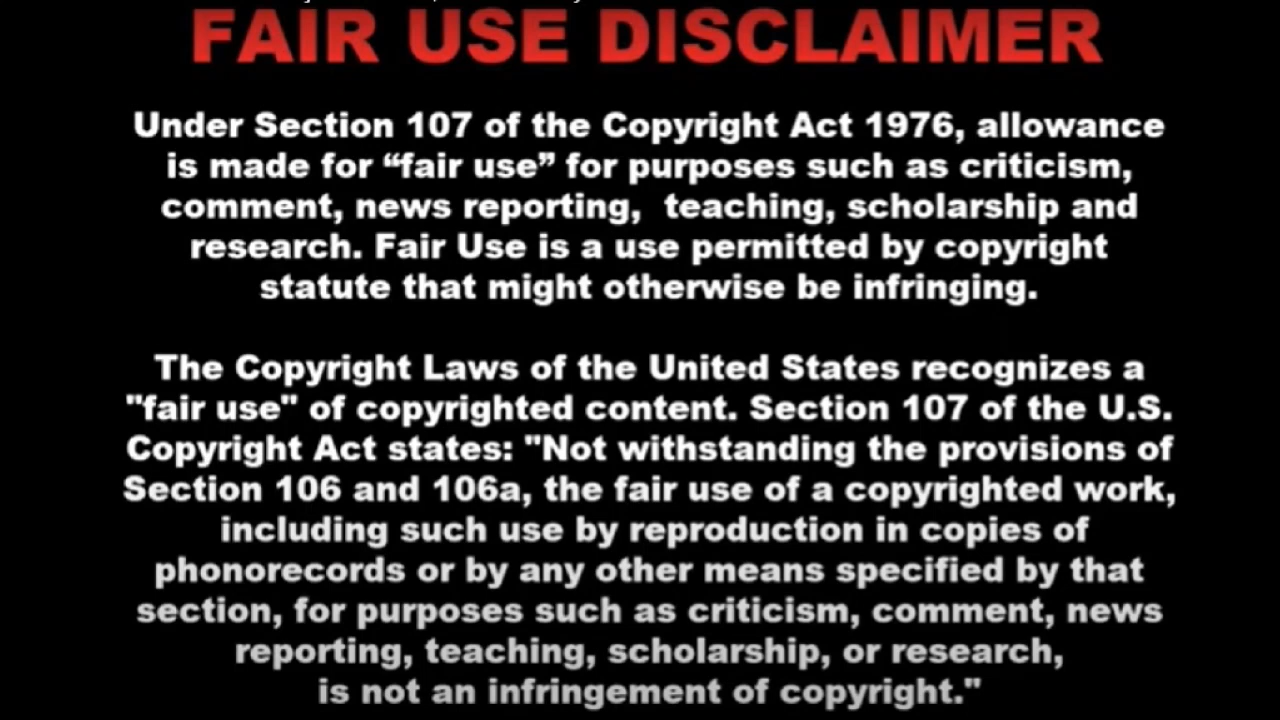 FAIR USE DISCLAIMER
Under Section 107 of the Copyright Act 1976, allowance
is made for “fair use” for purposes such as criticism,
comment, news reporting,  teaching, scholarship and
research. Fair Use is a use permitted by copyright
statute that might otherwise be infringing.
The Copyright Laws of the United States recognizes a
"fair use" of copyrighted content. Section 107 of the U.S.
Copyright Act states: "Not withstanding the provisions of
Section 106 and 106a, the fair use of a copyrighted work,
including such use by reproduction in copies of
phonorecords or by any other means specified by that
section, for purposes such as criticism, comment, news
reporting, teaching, scholarship, or research,
is not an infringement of copyright."